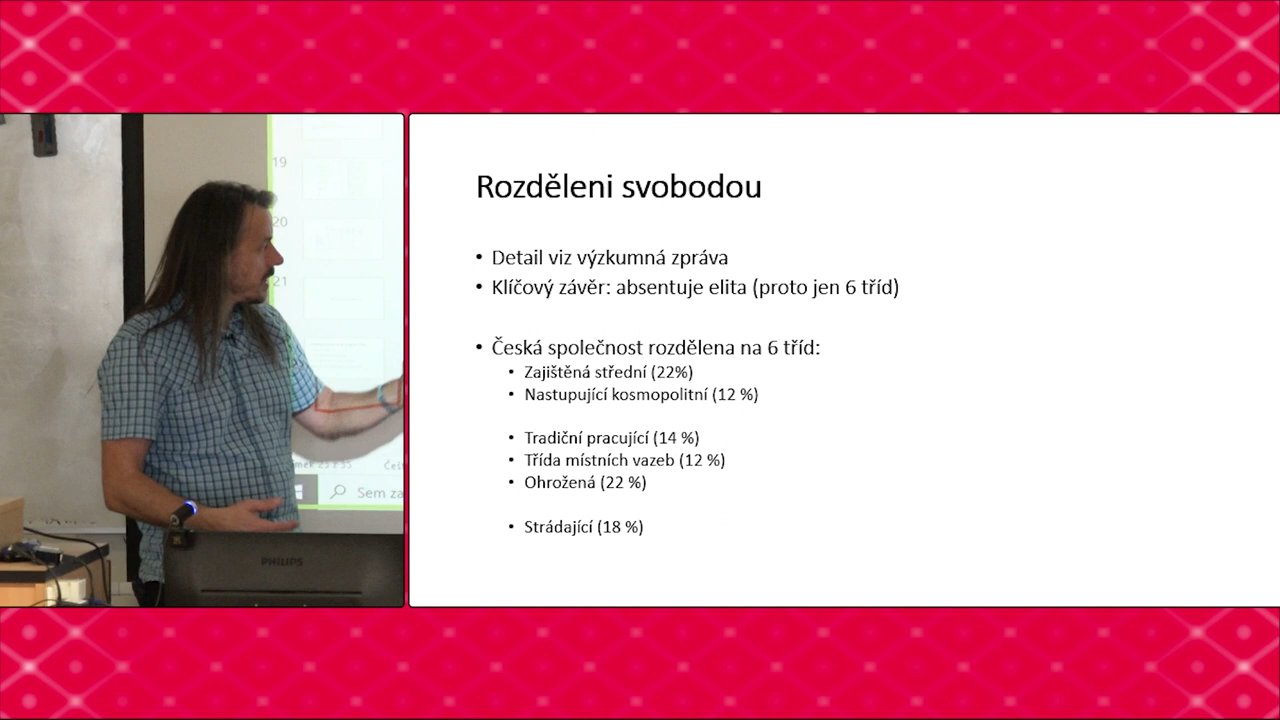 Rozděleni svobodou
• Detail viz výzkumná zpráva
• Klíčový závěr: absentuje elita (proto jen 6 tříd)
• Česká společnost rozdělena na 6 tříd:
• Zajištěná střední (22%)
• Nastupující kosmopolitní (12 %)
• Tradiční pracující (14 %)
• Třída místních vazeb (12 %)
• Ohrožená (22 %)
• Strádající (18 %)
19
20
21
Sem za
PHILIPS